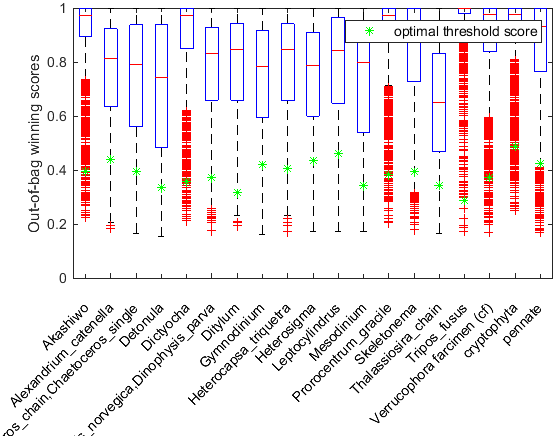 1
0.8
0.6
0.4
0.2
0
Out-of-bag winning scores
optimal threshold score
Akashiwo
Alexandrium_catenella
ros_chain,Chaetoceros_single
Detonula
Dictyocha
s_norvegica,Dinophysis_parva
Ditylum
Gymnodinium
Heterocapsa_triquetra
Heterosigma
Leptocylindrus
Mesodinium
Prorocentrum_gracile
Skeletonema
Thalassiosira_chain
Tripos_fusus
Verrucophora farcimen (cf)
cryptophyta
pennate